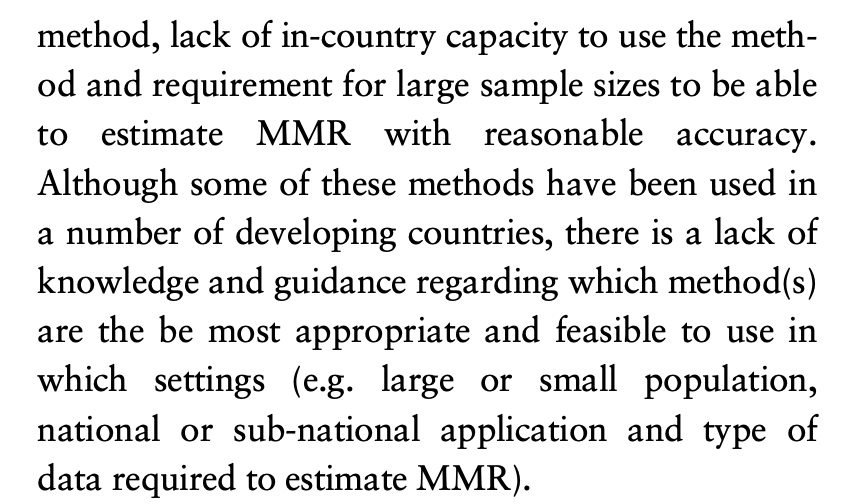 method, lack of in-country capacity to use the meth-
od and requirement for large sample sizes to be able
to estimate MMR with reasonable accuracy.
Although some of these methods have been used in
a number of developing countries, there is a lack of
knowledge and guidance regarding which method(s)
are the be most appropriate and feasible to use in
which settings (e.g. large or small population,
national or sub-national application and type of
data required to estimate MMR).